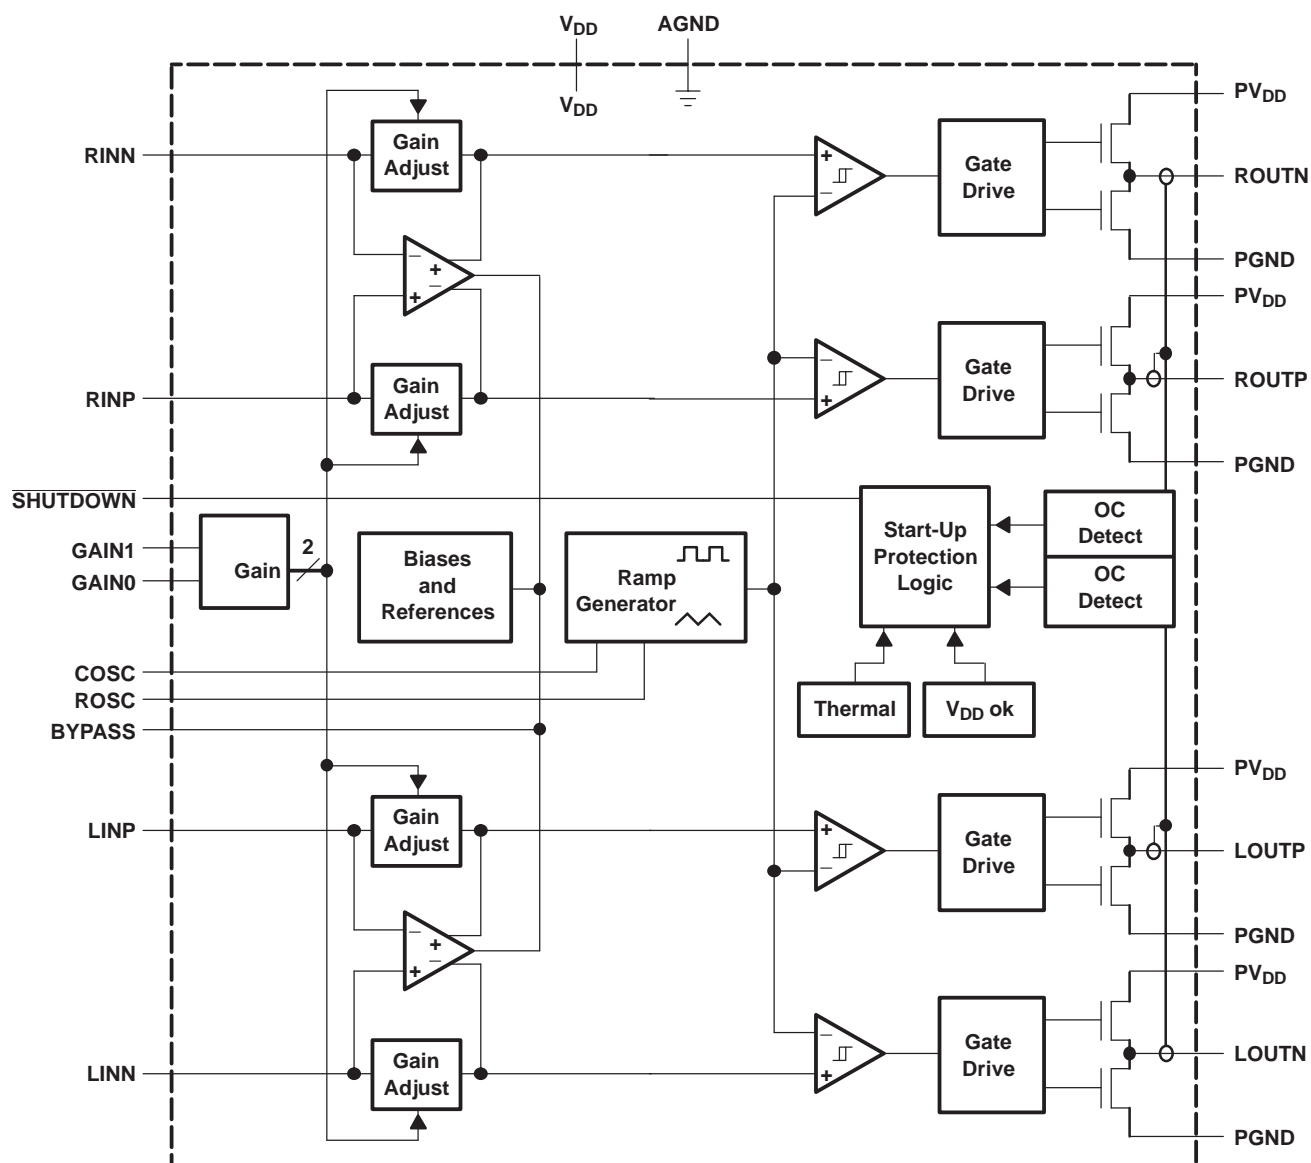 VDD
AGND
VDD
PVDD
RINN
Gain
Adjust
+
−
Gate
Drive
ROUTN
−
+
−
+
PGND
PVDD
RINP
Gain
Adjust
−
+
Gate
Drive
ROUTP
PGND
SHUTDOWN
GAIN1
GAIN0
Gain
2
Biases
and
References
Ramp
Generator
Start-Up
Protection
Logic
OC
Detect
OC
Detect
COSC
ROSC
BYPASS
Thermal
VDD ok
PVDD
LINP
Gain
Adjust
+
−
Gate
Drive
LOUTP
−
+
−
+
PGND
PVDD
LINN
Gain
Adjust
−
+
Gate
Drive
LOUTN
PGND